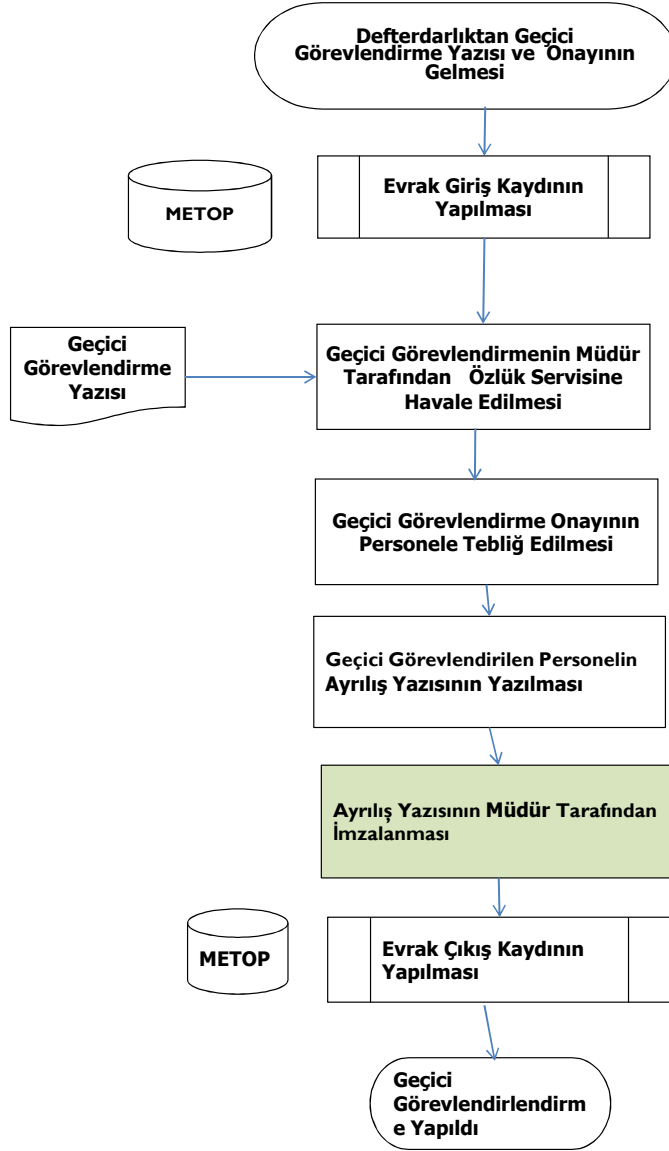 Defterdarlıktan Geçici
Görevlendirme Yazısı ve Onayının
Gelmesi
METOP
Evrak Giriş Kaydının
Yapılması
Geçici
Görevlendirme
Yazısı
Geçici Görevlendirmenin Müdür
Tarafından Özlük Servisine
Havale Edilmesi
Geçici Görevlendirme Onayının
Personele Tebliğ Edilmesi
Geçici Görevlendirilen Personelin
Ayrılış Yazısının Yazılması
Ayrılış Yazısının Müdür Tarafından
İmzalanması
METOP
Evrak Çıkış Kaydının
Yapılması
Geçici
Görevlendirlendirm
e Yapıldı